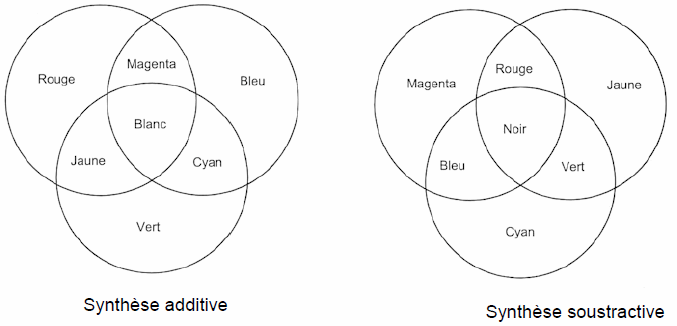 Rouge
Magenta
Bleu
Blanc
Jaune
Cyan
Vert
Synthèse additive
Magenta
Rouge
Jaune
Noir
Bleu
Vert
Cyan
Synthèse soustractive